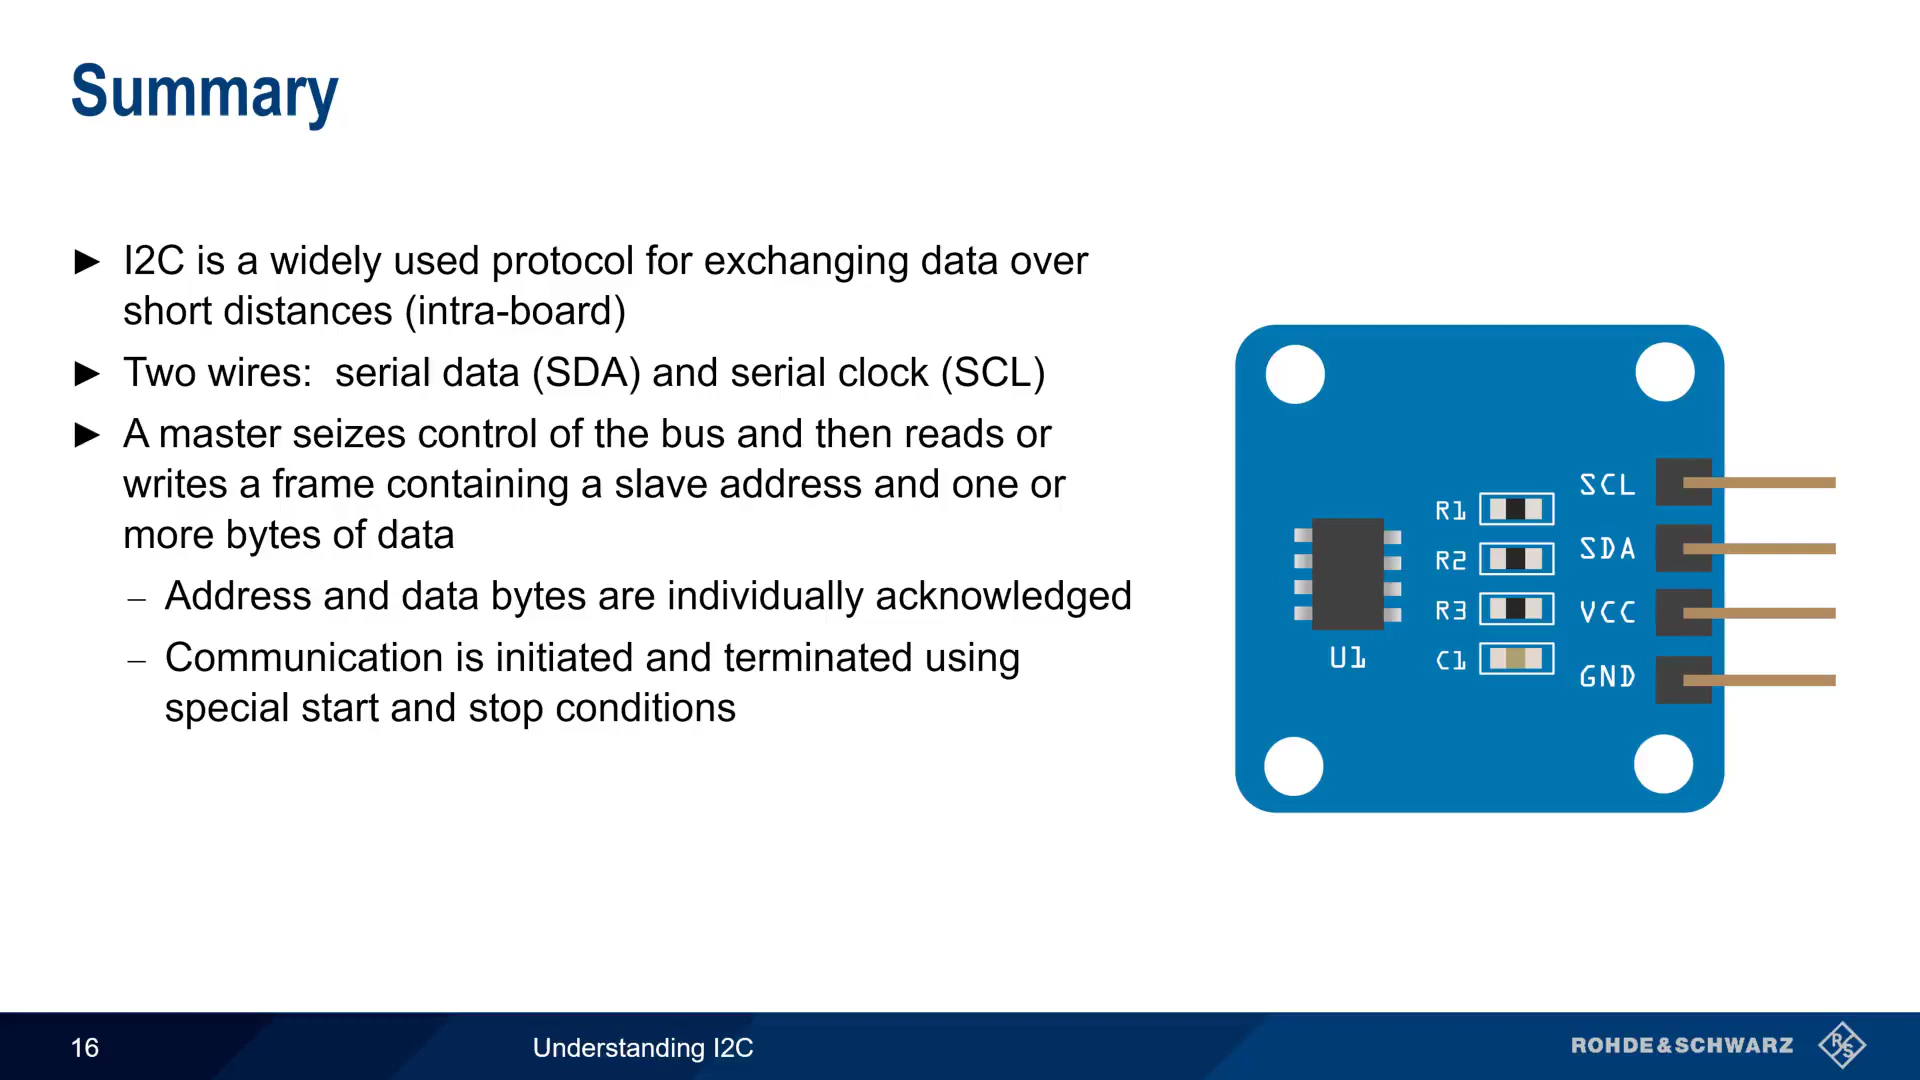 Summary
► I2C is a widely used protocol for exchanging data over
short distances (intra-board)
► Two wires:  serial data (SDA) and serial clock (SCL)
► A master seizes control of the bus and then reads or
writes a frame containing a slave address and one or
more bytes of data
– Address and data bytes are individually acknowledged
– Communication is initiated and terminated using
special start and stop conditions
SCL
R1
SDA
R2
R3
VCC
U1
C1
GND
16
Understanding I2C
ROHDE&SCHWARZ
R&S